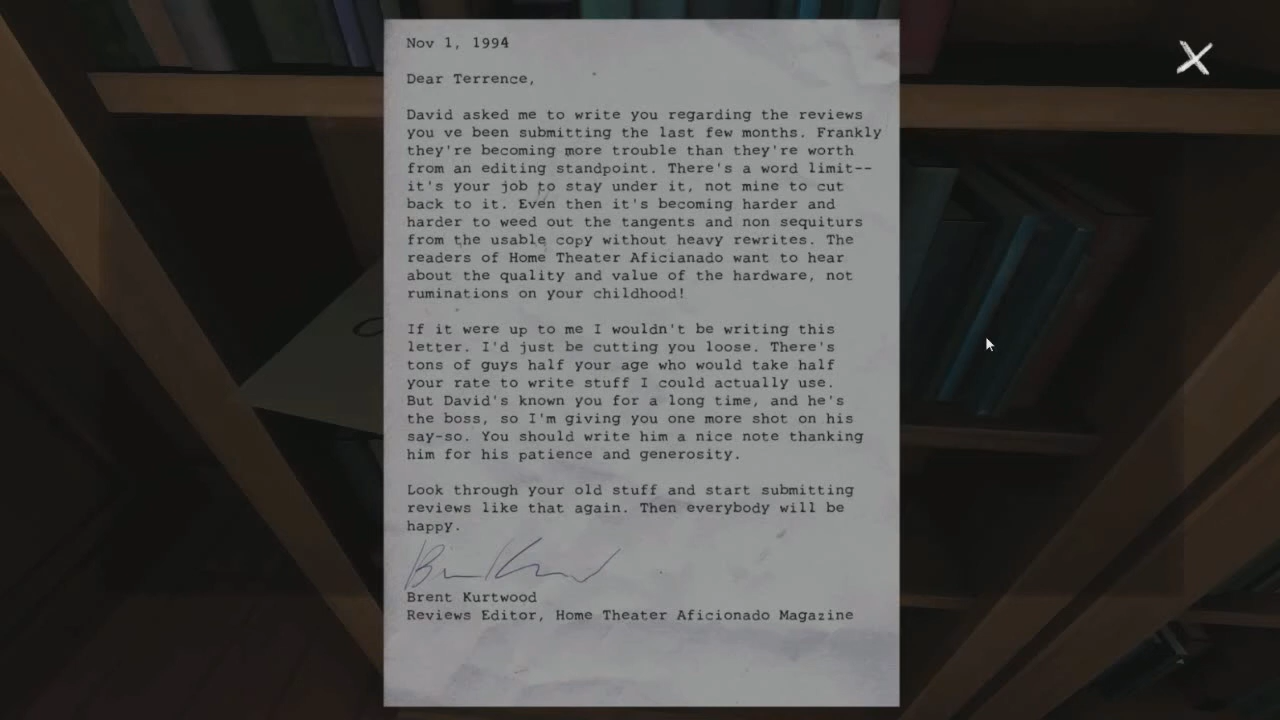 Nov 1, 1994
Dear Terrence,
David asked me to write you regarding the reviews
you ve been submitting the last few months. Frankly
they're becoming more trouble than they're worth
from an editing standpoint. There's a word limit--
it's your job to stay under it, not mine to cut
back to it. Even then it's becoming harder and
harder to weed out the tangents and non sequiturs
from the usable copy without heavy rewrites. The
readers of Home Theater Aficianado want to hear
about the quality and value of the hardware, not
ruminations on your childhood!
If it were up to me I wouldn't be writing this
letter. I'd just be cutting you loose. There's
tons of guys half your age who would take half
your rate to write stuff I could actually use.
But David's known you for a long time, and he's
the boss, so I'm giving you one more shot on his
say-so. You should write him a nice note thanking
him for his patience and generosity.
Look through your old stuff and start submitting
reviews like that again. Then everybody will be
happy.
Brent Kurtwood
Reviews Editor, Home Theater Aficionado Magazine